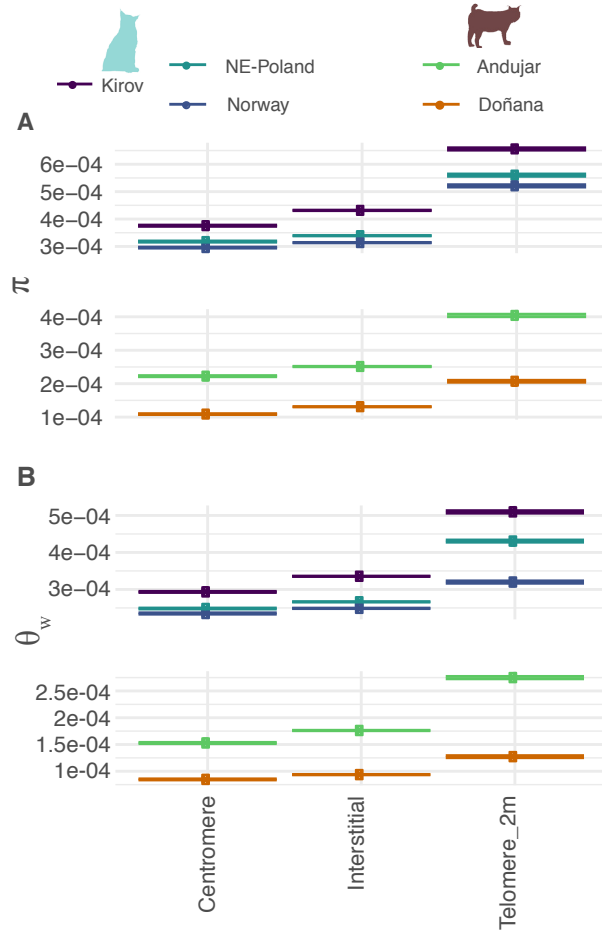 Kirov
NE-Poland
Norway
Andujar
Doñana
A
6e-04
5e-04
4e-04
3e-04
π
4e-04
3e-04
2e-04
1e-04
B
5e-04
4e-04
3e-04
θw
2.5e-04
2e-04
1.5e-04
1e-04
Centromere
Interstitial
Telomere_2m